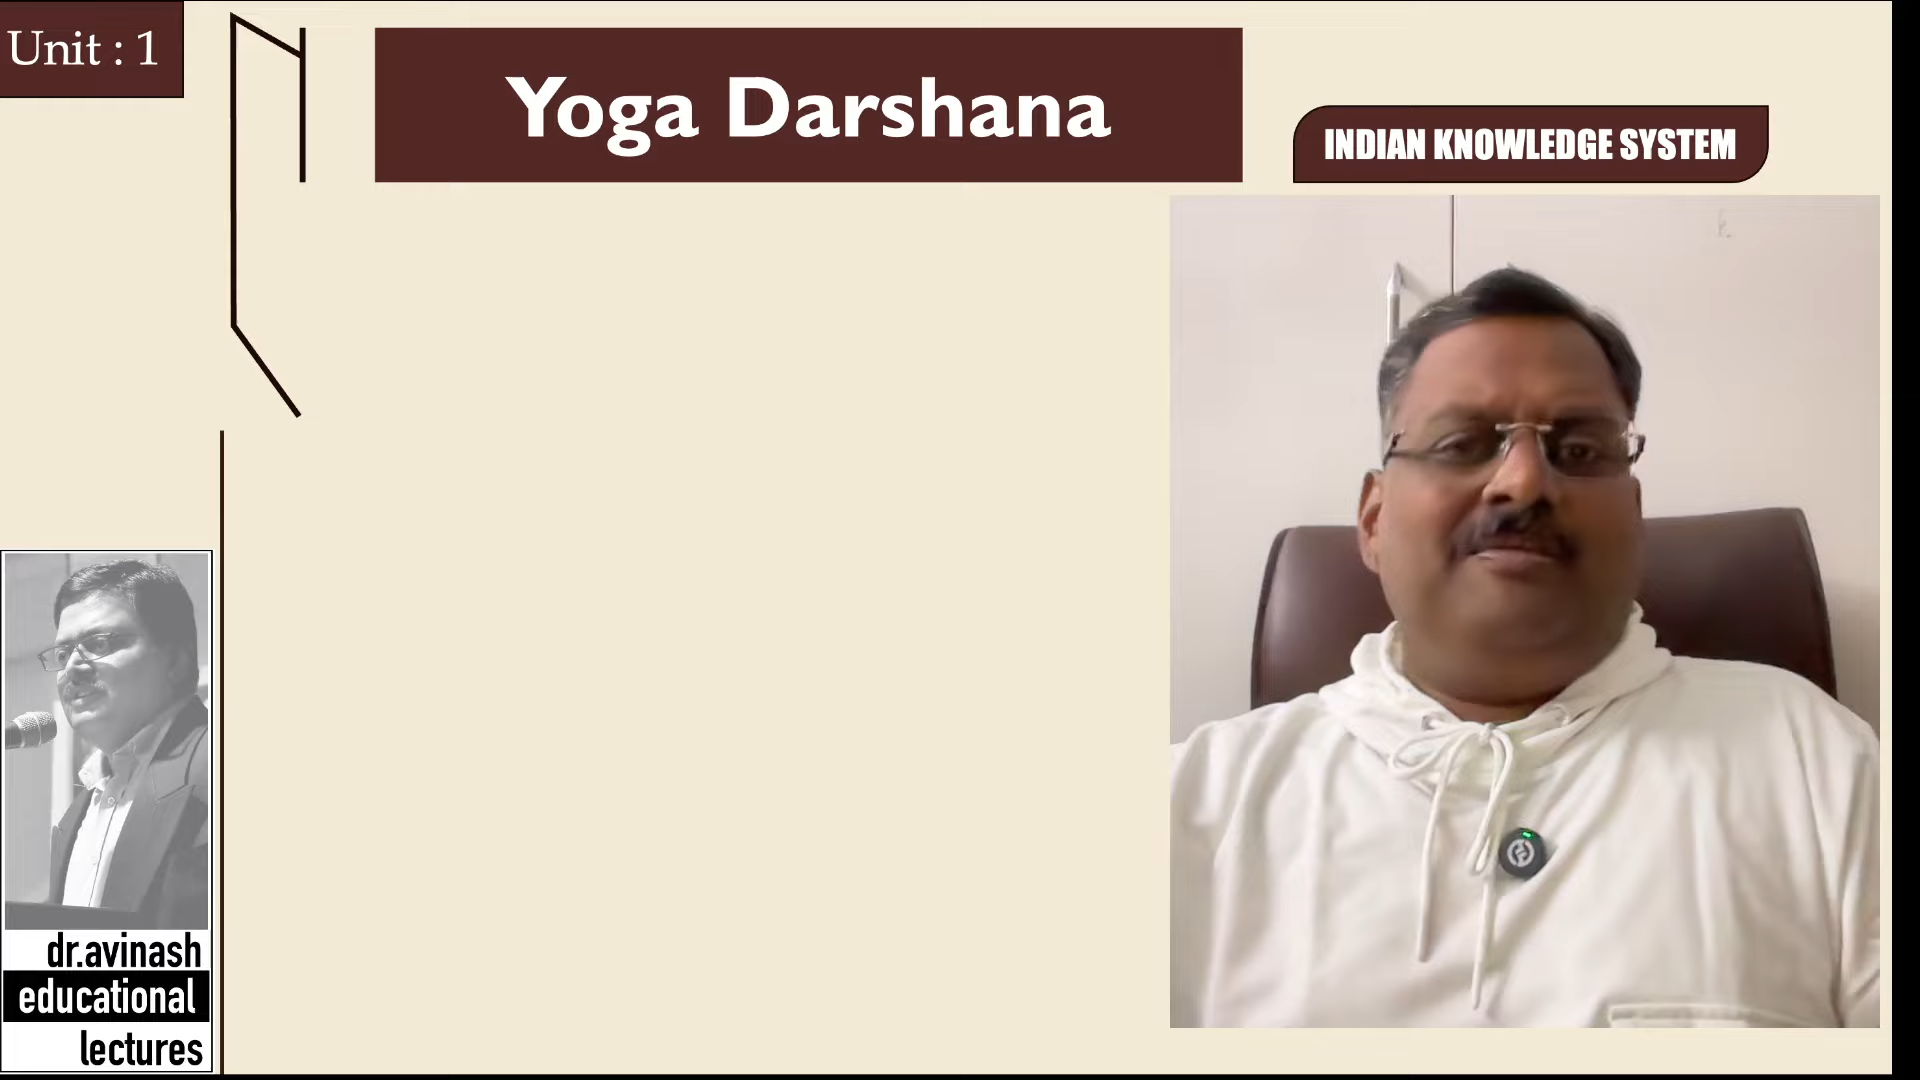 Unit : 1
Yoga Darshana
INDIAN KNOWLEDGE SYSTEM
dr.avinash
educational
lectures